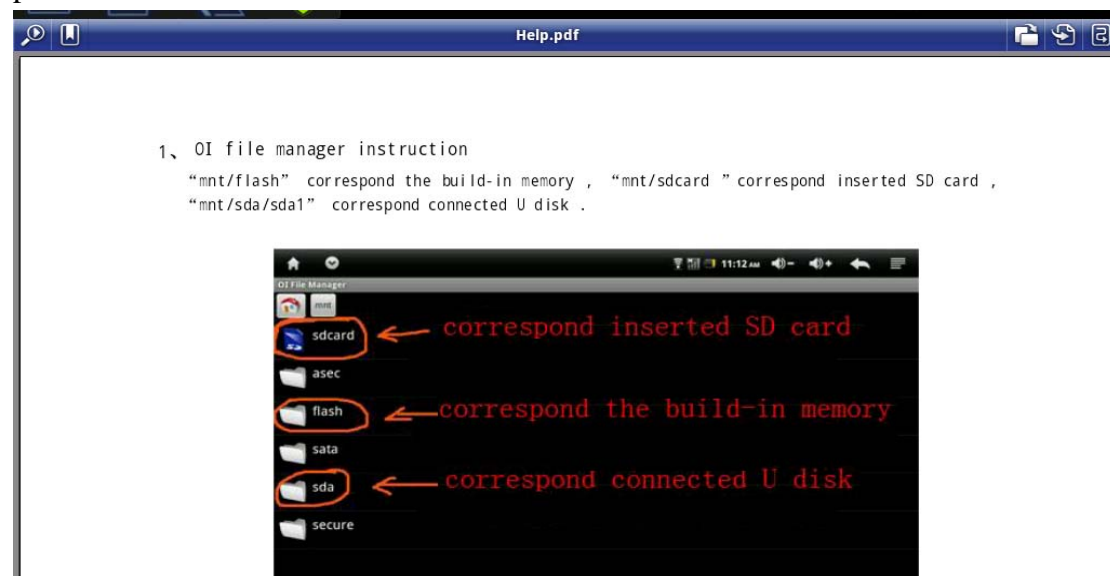 Help.pdf
1、 OI file manager instruction
“mnt/flash” correspond the build-in memory , “mnt/sdcard ” correspond inserted SD card ,
“mnt/sda/sda1” correspond connected U disk .
11:12 AM
OI File Manager
mnt
sdcard correspond inserted SD card
asec
flash correspond the build-in memory
sata
sda correspond connected U disk
secure